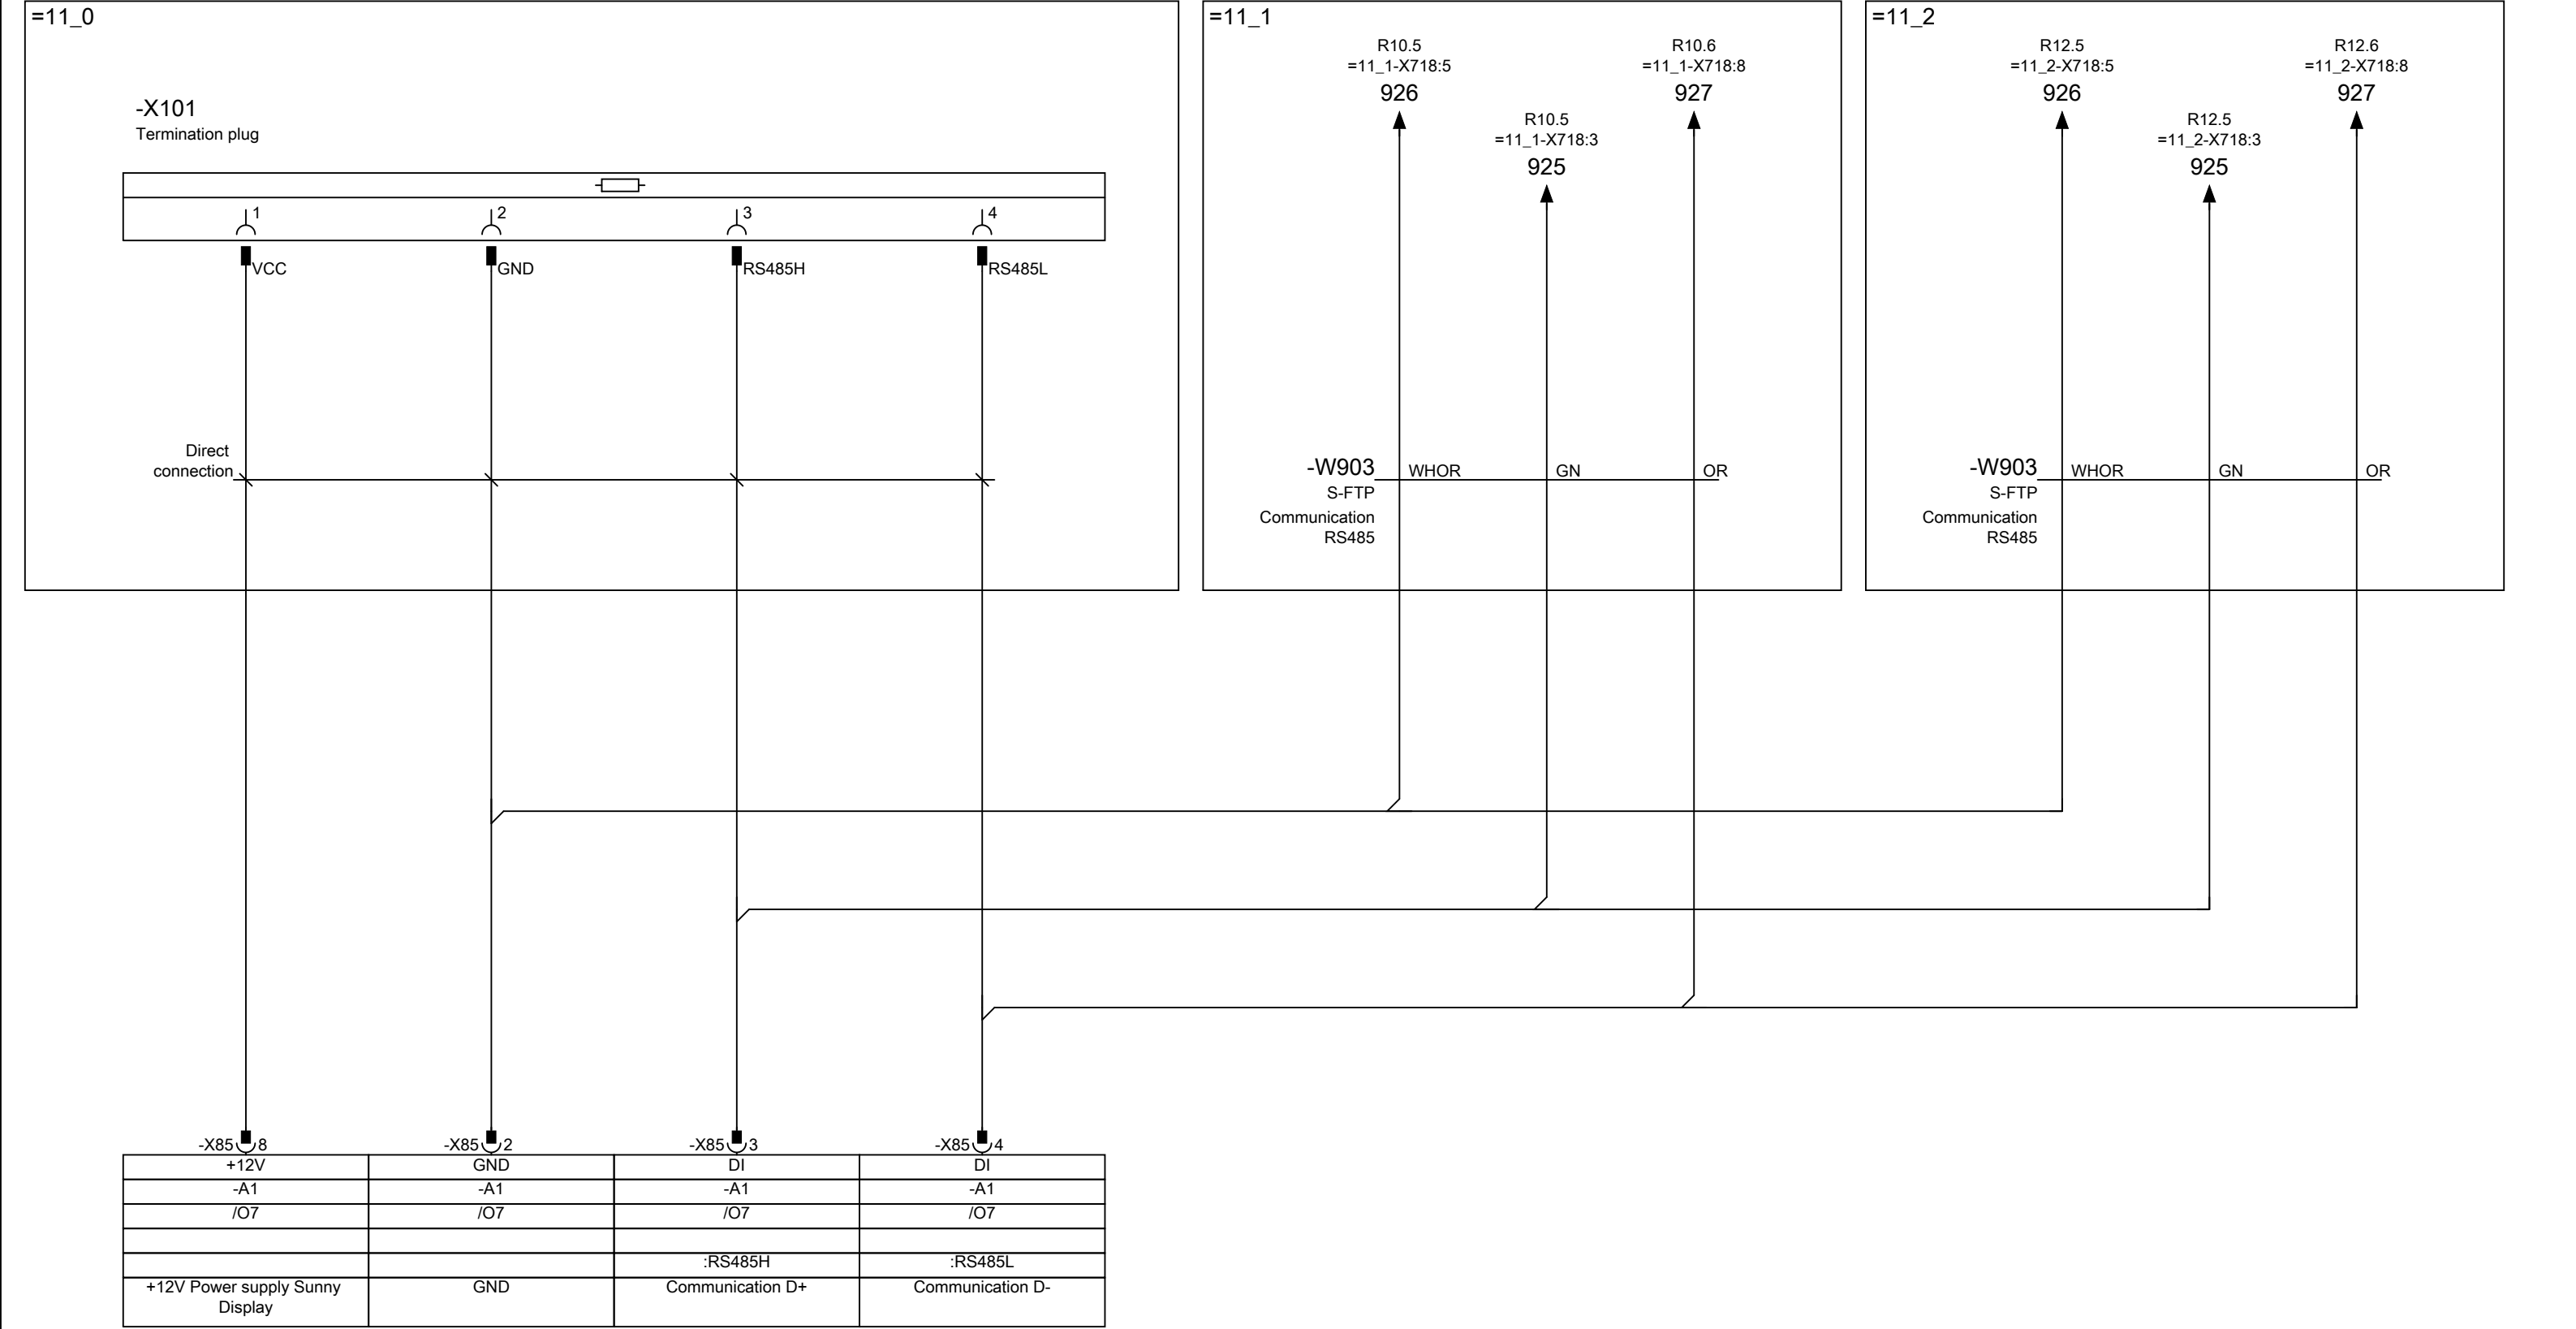 =11_0
-X101
Termination plug
1
2
3
4
VCC
GND
RS485H
RS485L
Direct
connection
=11_1
R10.5
=11_1-X718:5
926
R10.5
=11_1-X718:3
925
R10.6
=11_1-X718:8
927
-W903
WHOR
GN
OR
S-FTP
Communication
RS485
=11_2
R12.5
=11_2-X718:5
926
R12.5
=11_2-X718:3
925
R12.6
=11_2-X718:8
927
-W903
WHOR
GN
OR
S-FTP
Communication
RS485
-X85 8
-X85 2
-X85 3
-X85 4
+12V GND DI DI
-A1 -A1 -A1 -A1
/O7 /O7 /O7 /O7
:RS485H :RS485L
+12V Power supply Sunny
Display
GND
Communication D+
Communication D-